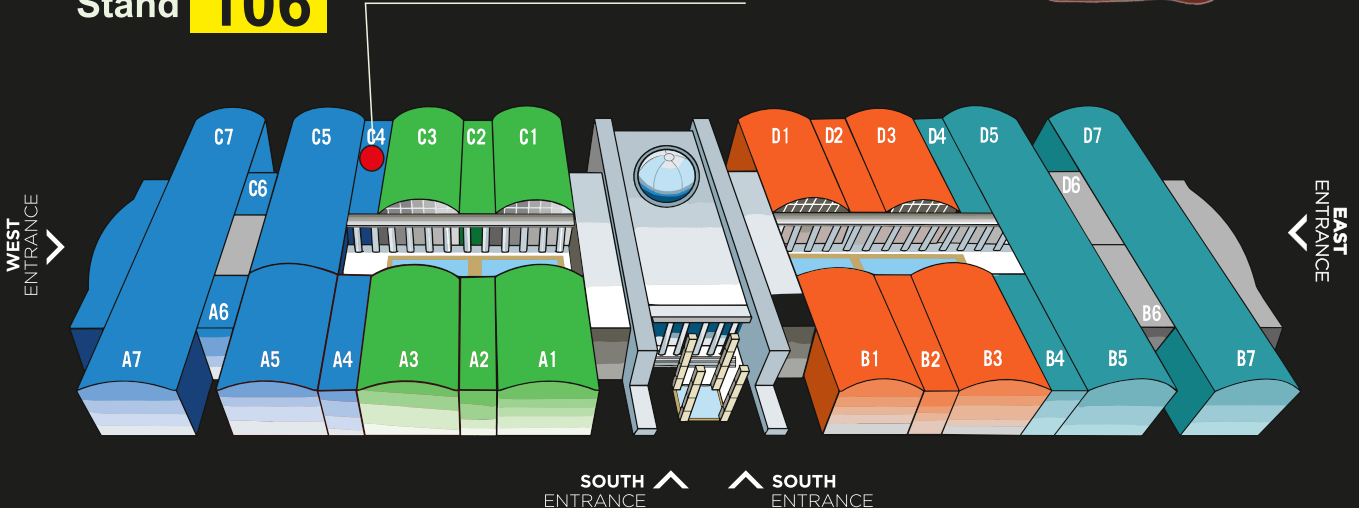 Stand 106
C7
C5
C4
C3
C2
C1
D1
D2
D3
D4
D5
D7
C6
D6
WEST
ENTRANCE
EAST
ENTRANCE
A6
B6
A7
A5
A4
A3
A2
A1
B1
B2
B3
B4
B5
B7
SOUTH
ENTRANCE
SOUTH
ENTRANCE